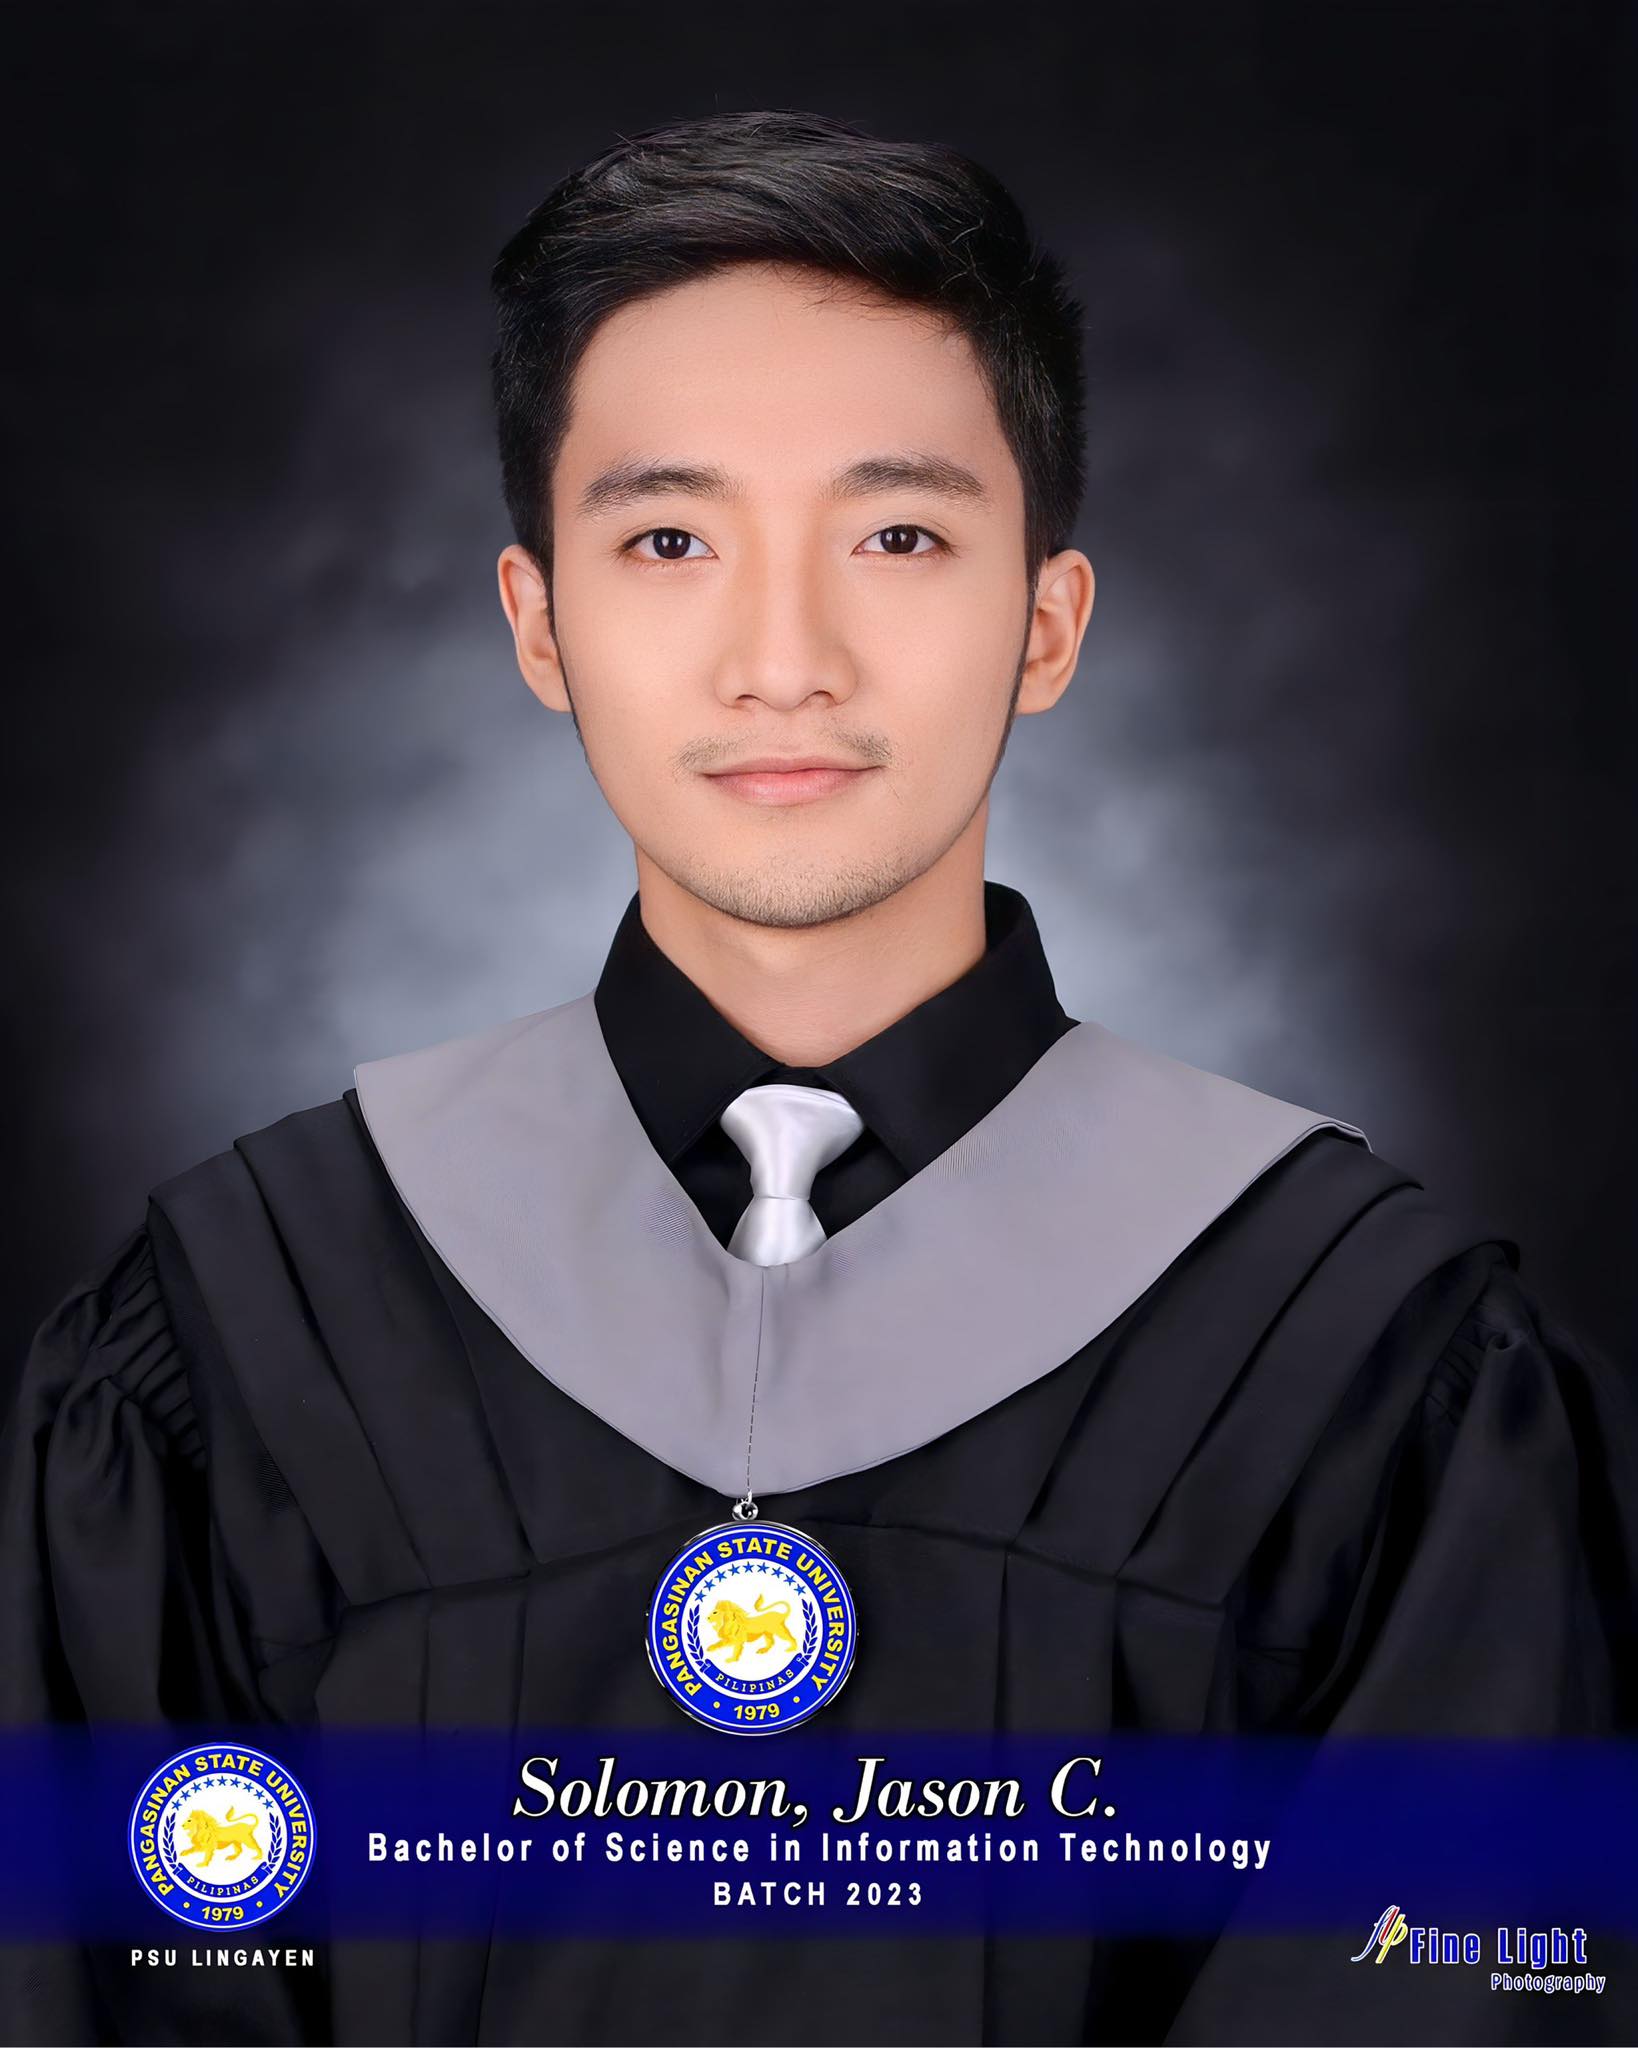 PANGASINAN STATE UNIVERSITY
PILIPINAS
1979
PANGASINAN STATE UNIVERSITY
PILIPINAS
1979
PSU LINGAYEN
Solomon, Jason C.
Bachelor of Science in Information Technology
BATCH 2023
flp Fine Light
Photography